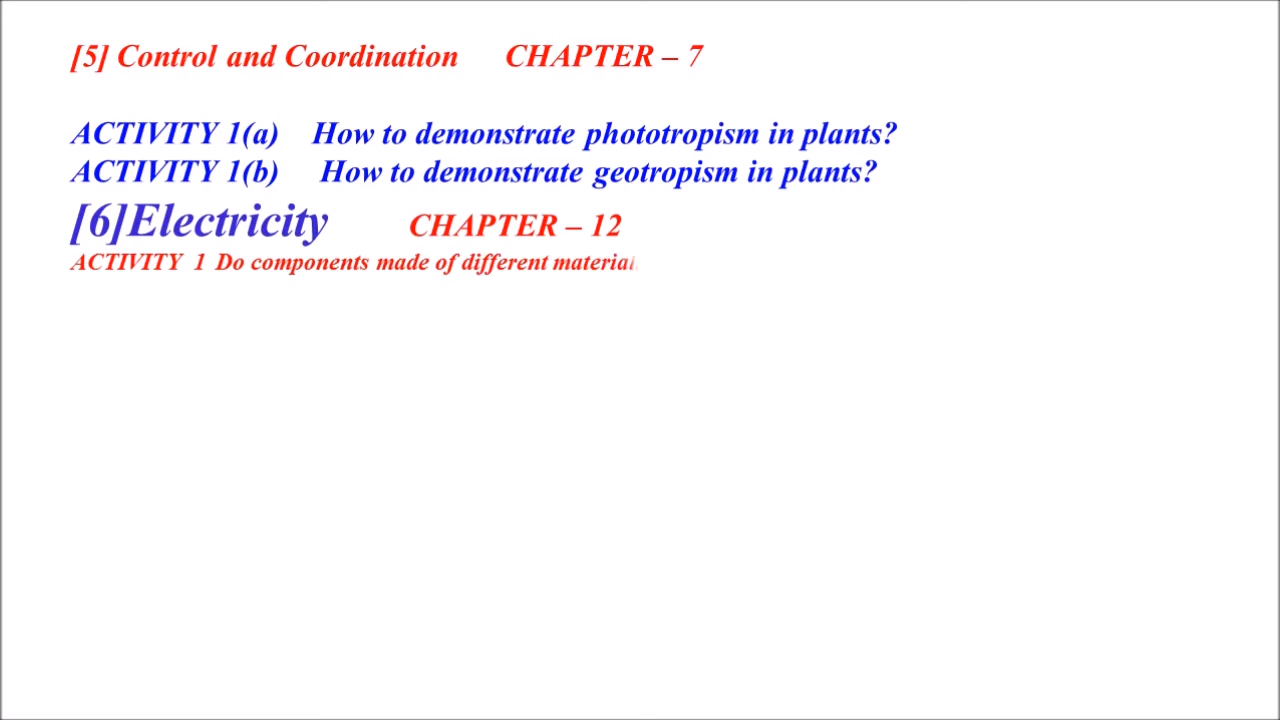 [5] Control and Coordination CHAPTER – 7
ACTIVITY 1(a) How to demonstrate phototropism in plants?
ACTIVITY 1(b) How to demonstrate geotropism in plants?
[6]Electricity CHAPTER – 12
ACTIVITY 1 Do components made of different material